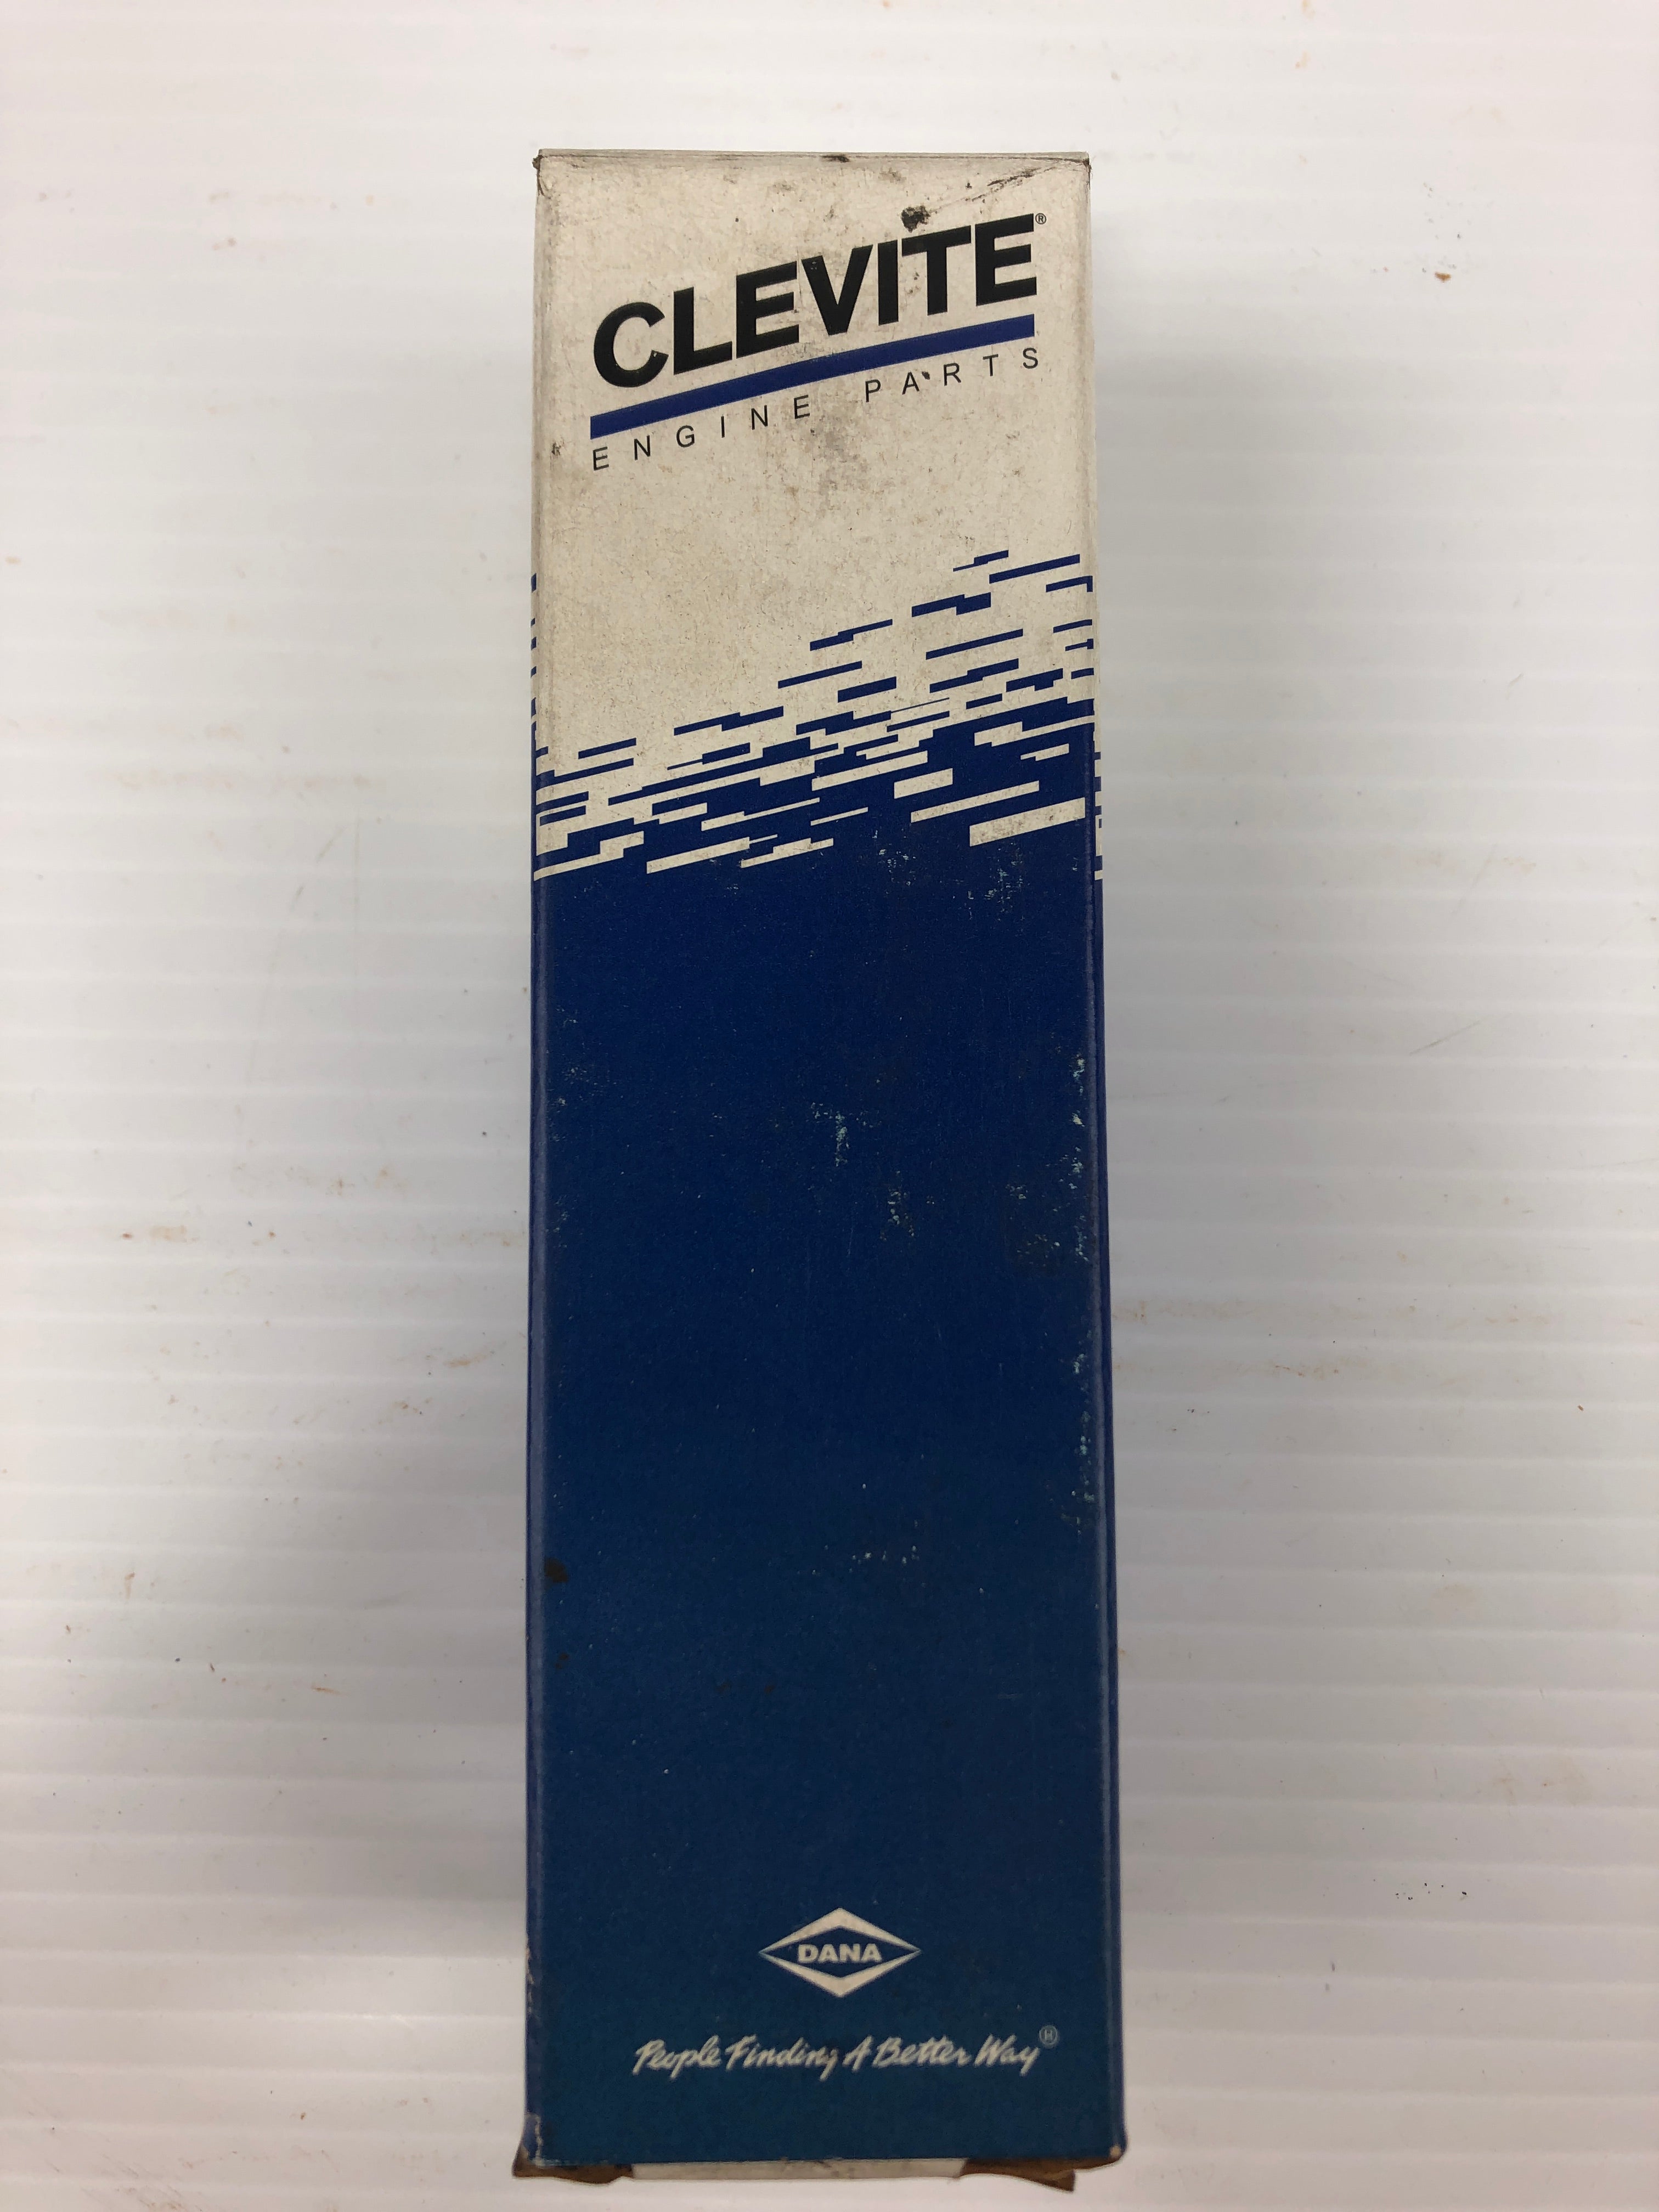 CLEVITE®
ENGINE PARTS
DANA
People Finding A Better Way®